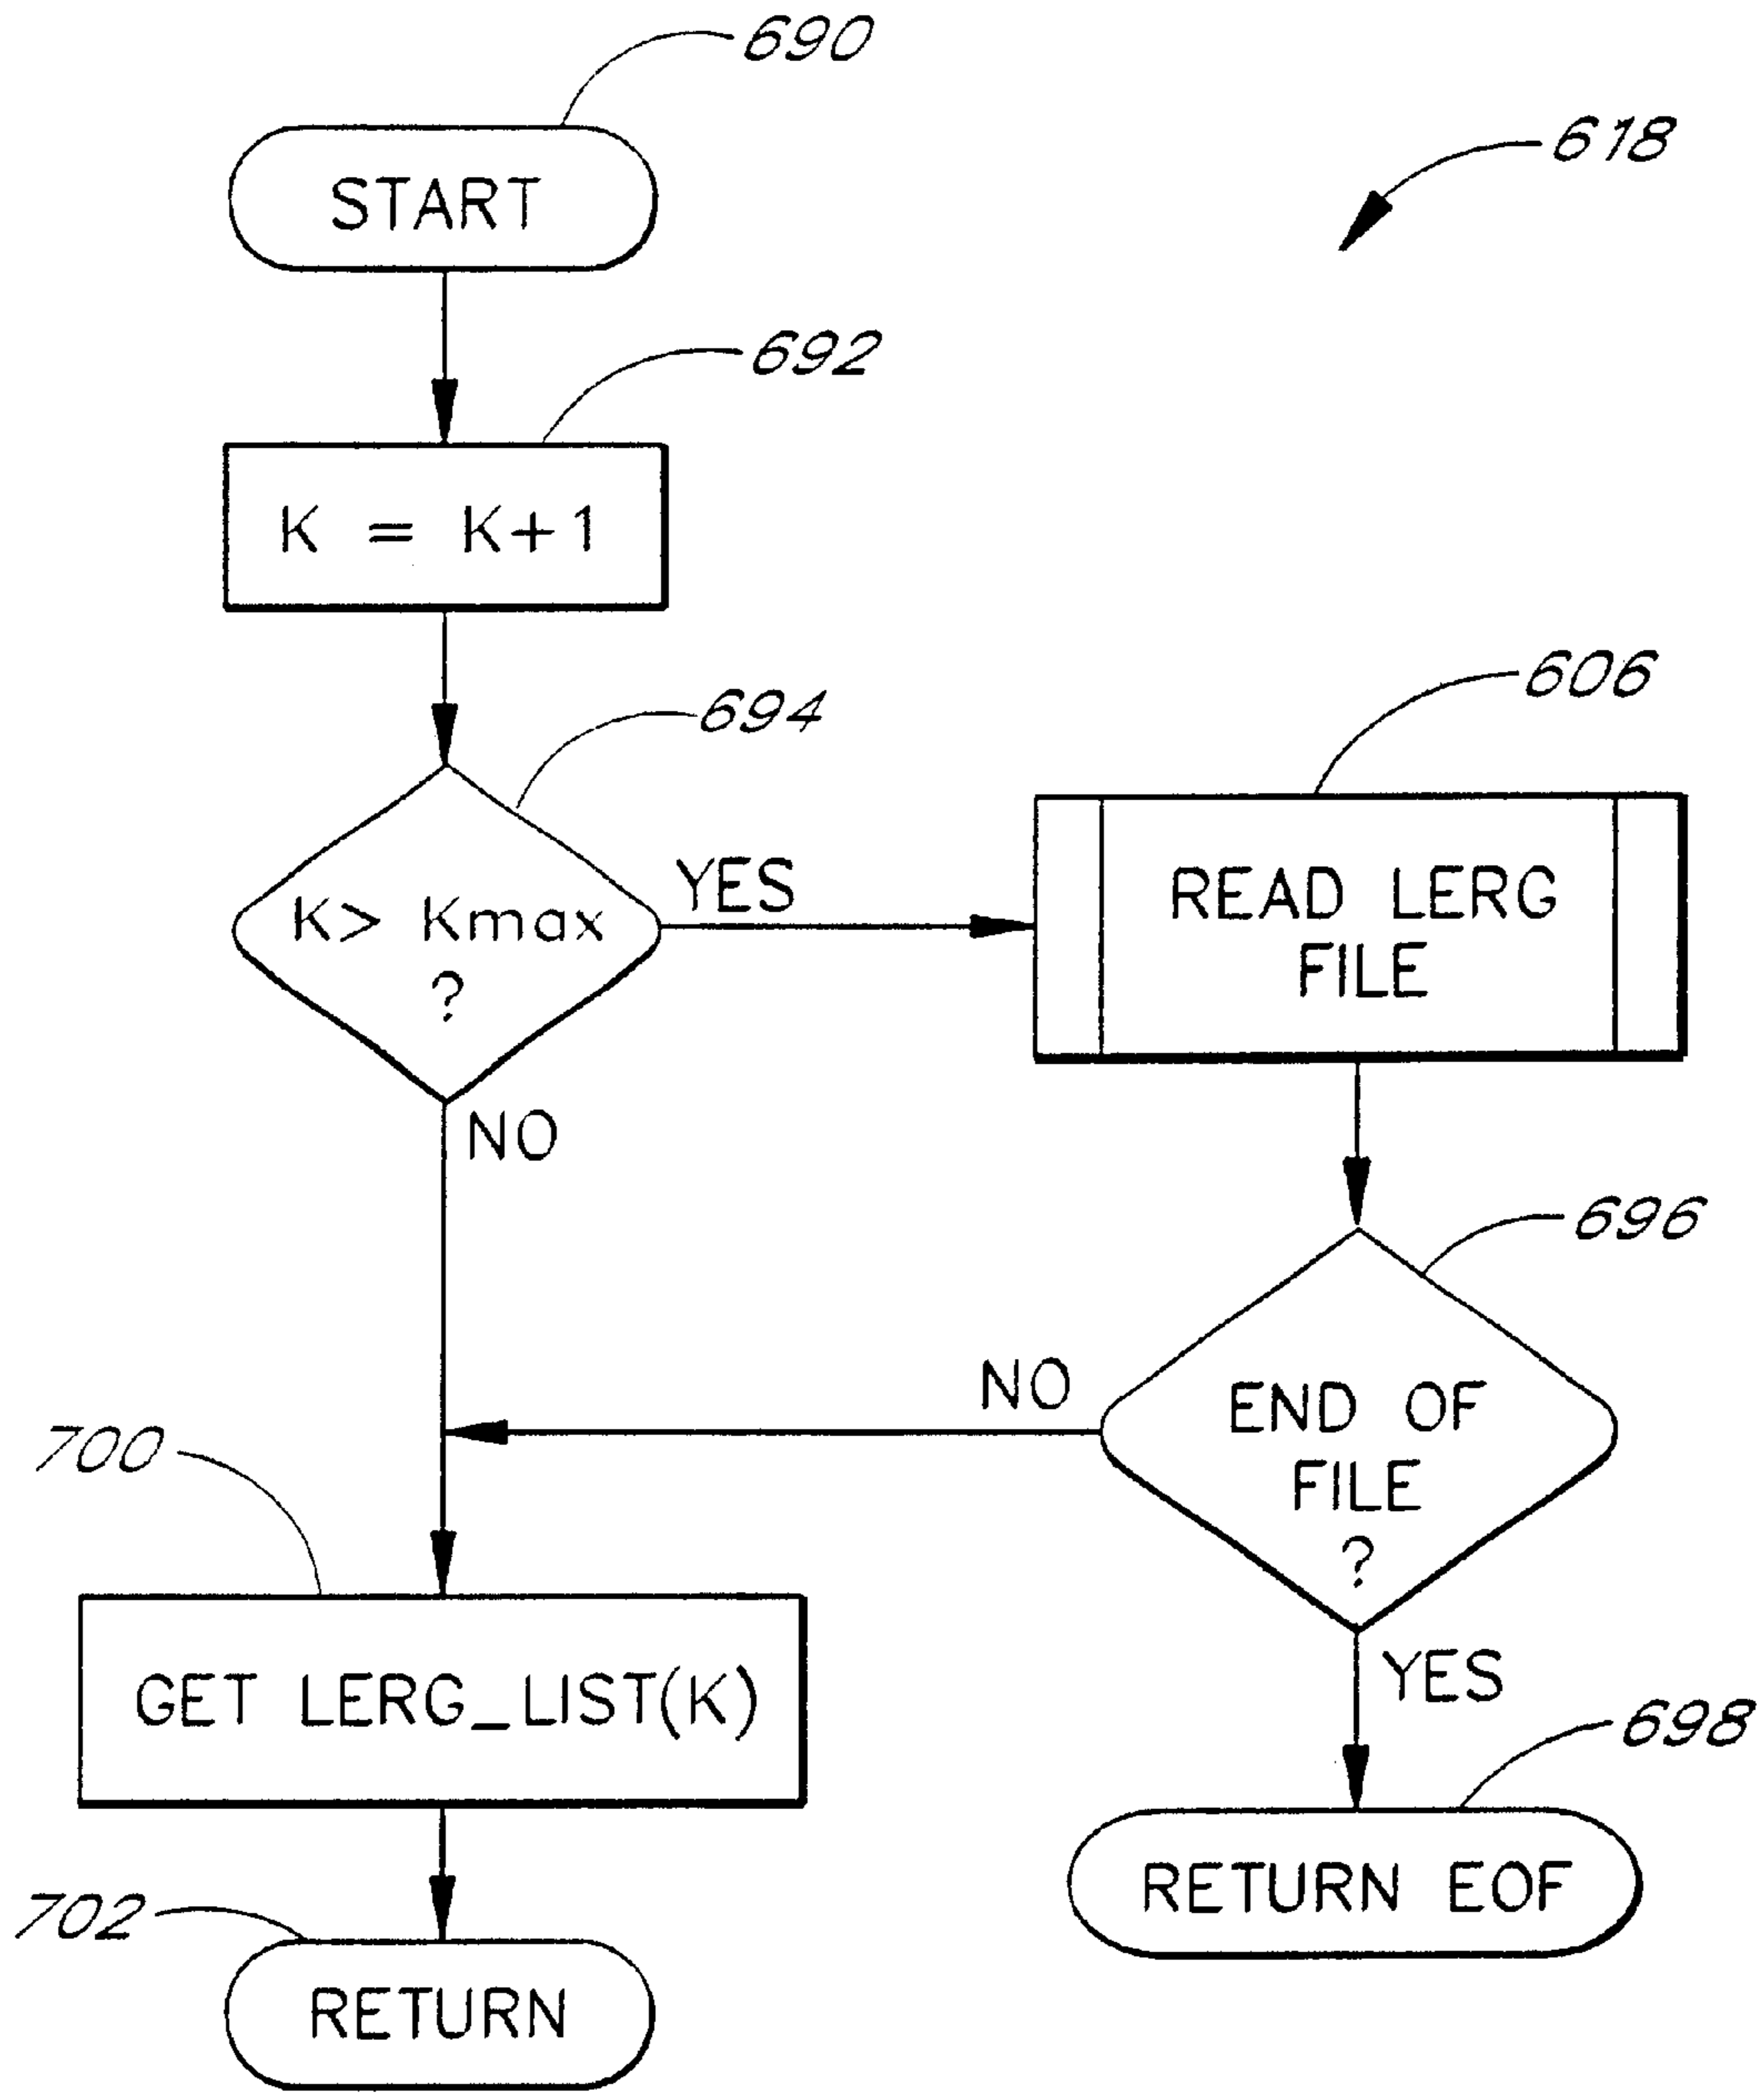 690
START
618
692
K = K+1
694
606
K> Kmax
?
YES
READ LERG
FILE
NO
696
NO
END OF
FILE
?
700
YES
GET LERG_LIST(K)
698
RETURN EOF
702
RETURN